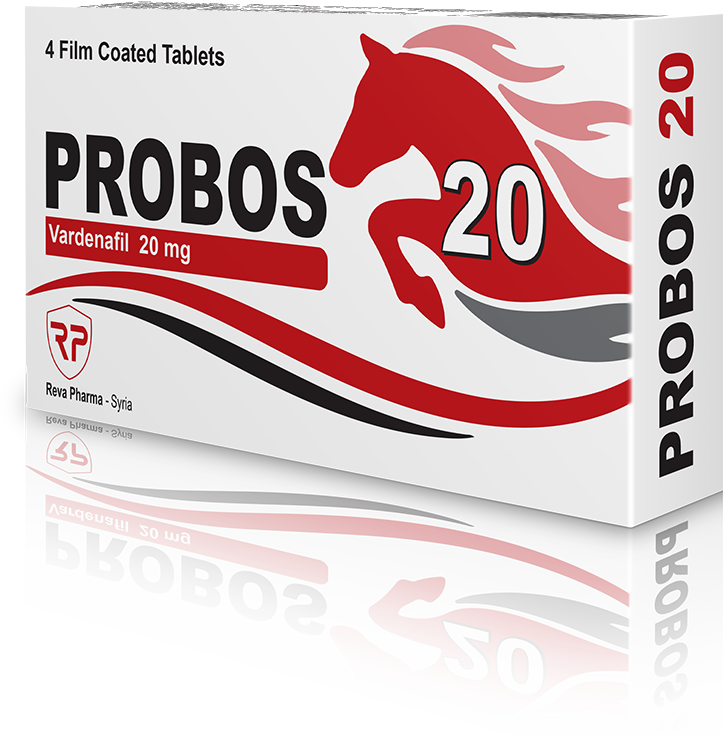 4 Film Coated Tablets
PROBOS
Vardenafil 20 mg
20
RP
Reva Pharma - Syria
PROBOS 20